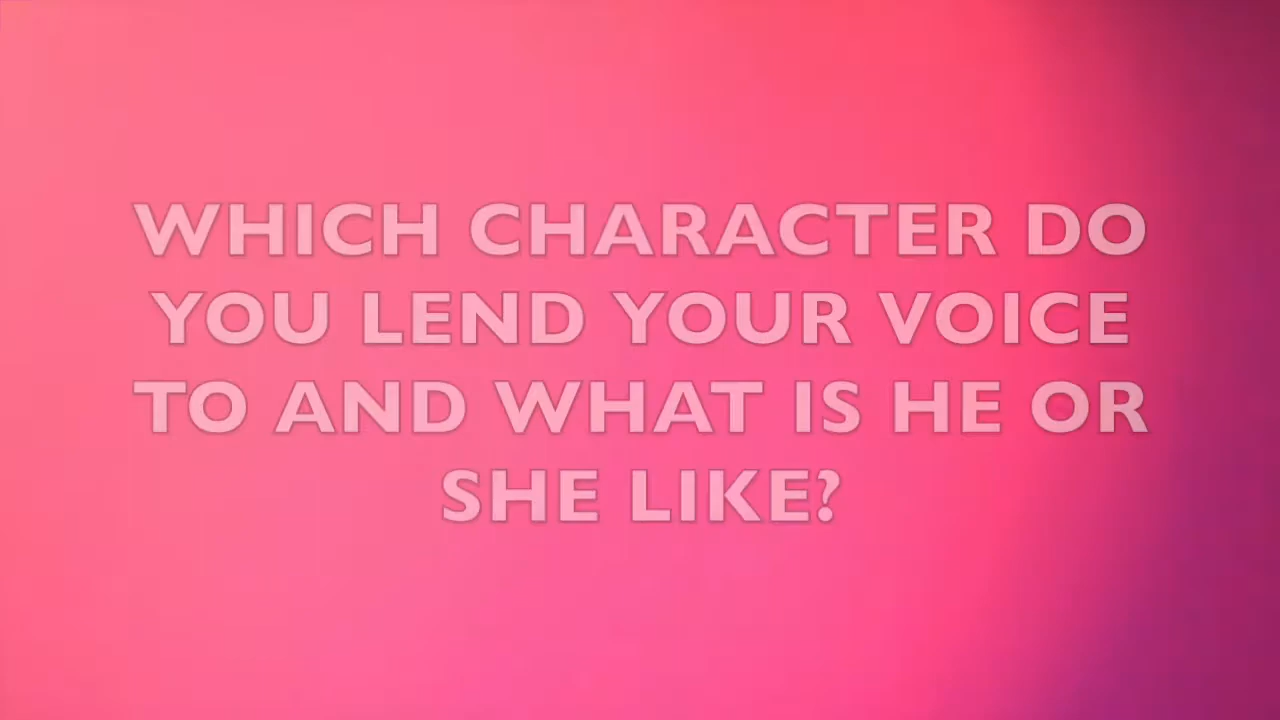 WHICH CHARACTER DO
YOU LEND YOUR VOICE
TO AND WHAT IS HE OR
SHE LIKE?